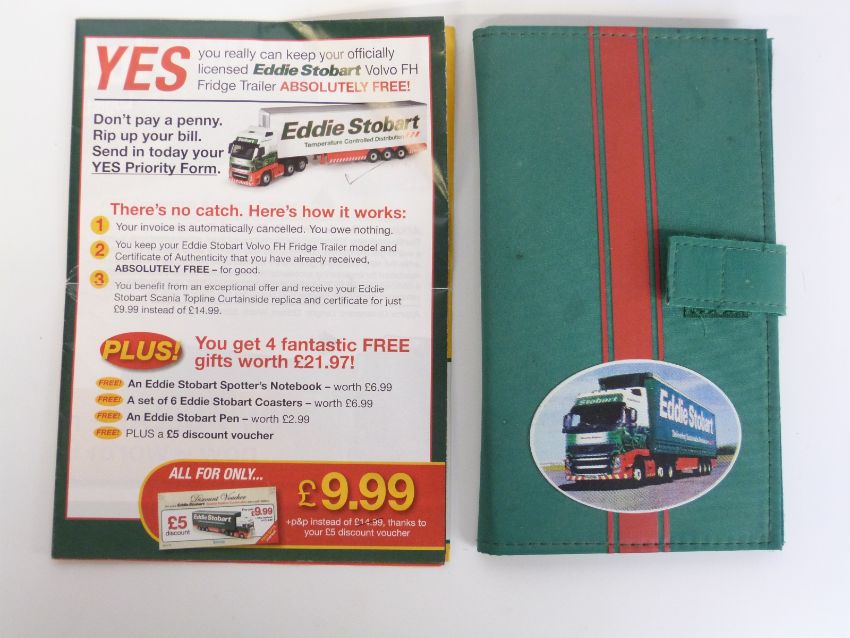 YES you really can keep your officially
licensed Eddie Stobart Volvo FH
Fridge Trailer ABSOLUTELY FREE!
Don't pay a penny.
Rip up your bill.
Send in today your
YES Priority Form.
Stobart
Eddie Stobart
Temperature Controlled Distribution
There's no catch. Here's how it works:
1 Your invoice is automatically cancelled. You owe nothing.
2 You keep your Eddie Stobart Volvo FH Fridge Trailer model and
Certificate of Authenticity that you have already received,
ABSOLUTELY FREE – for good.
3 You benefit from an exceptional offer and receive your Eddie
Stobart Scania Topline Curtainside replica and certificate for just
£9.99 instead of £14.99.
PLUS! You get 4 fantastic FREE
gifts worth £21.97!
FREE! An Eddie Stobart Spotter's Notebook – worth £6.99
FREE! A set of 6 Eddie Stobart Coasters – worth £6.99
FREE! An Eddie Stobart Pen – worth £2.99
FREE! PLUS a £5 discount voucher
ALL FOR ONLY...
£9.99
+p&p instead of £14.99, thanks to
your £5 discount voucher
Discount Voucher
£5
discount
Eddie Stobart
£9.99
Stobart
Eddie Stobart